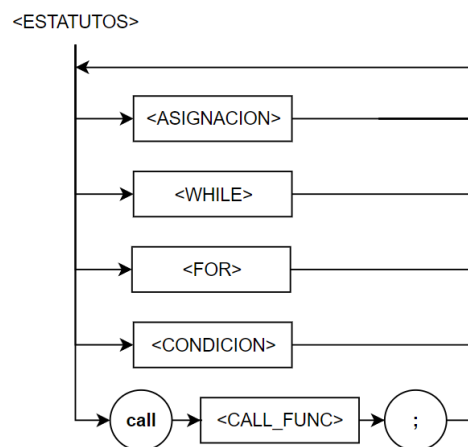 <ESTATUTOS>
<ASIGNACION>
<WHILE>
<FOR>
<CONDICION>
call <CALL_FUNC> ;